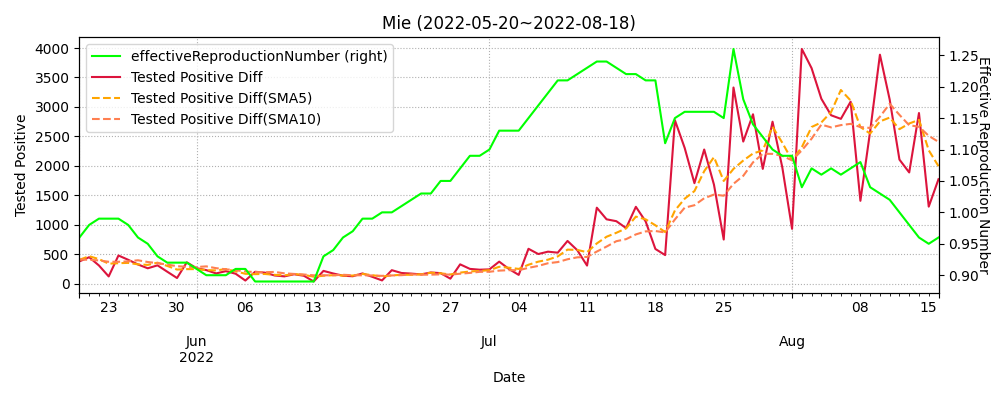 Mie (2022-05-20~2022-08-18)
effectiveReproductionNumber (right)
Tested Positive Diff
Tested Positive Diff(SMA5)
Tested Positive Diff(SMA10)
Tested Positive
4000
3500
3000
2500
2000
1500
1000
500
0
Effective Reproduction Number
1.25
1.20
1.15
1.10
1.05
1.00
0.95
0.90
23 30 06 13 20 27 04 11 18 25 08 15
Jun Jul Aug
2022
Date